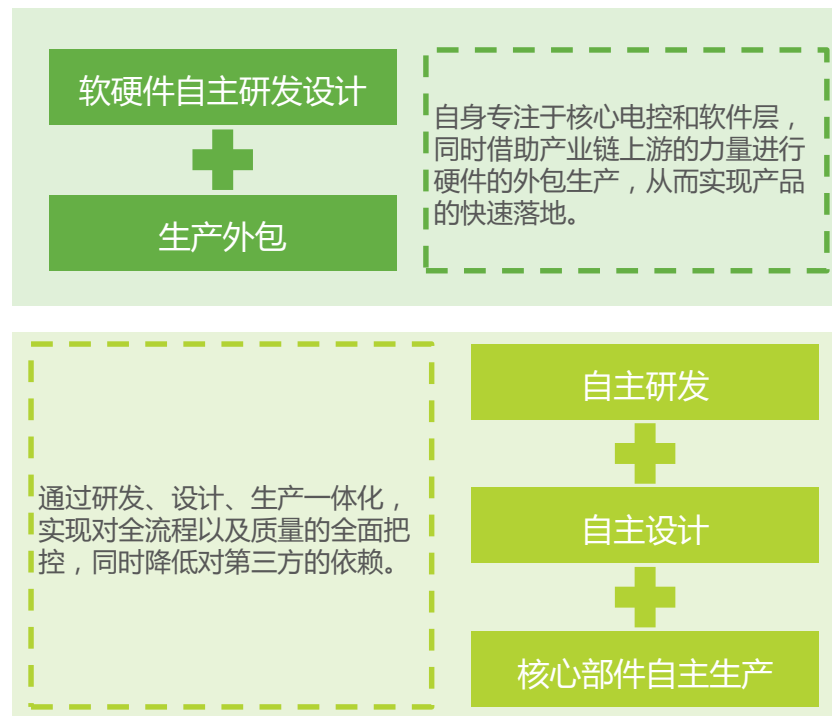 软硬件自主研发设计
生产外包
自身专注于核心电控和软件层，
同时借助产业链上游的力量进行
硬件的外包生产，从而实现产品
的快速落地。
通过研发、设计、生产一体化，
实现对全流程以及质量的全面把
控，同时降低对第三方的依赖。
自主研发
自主设计
核心部件自主生产